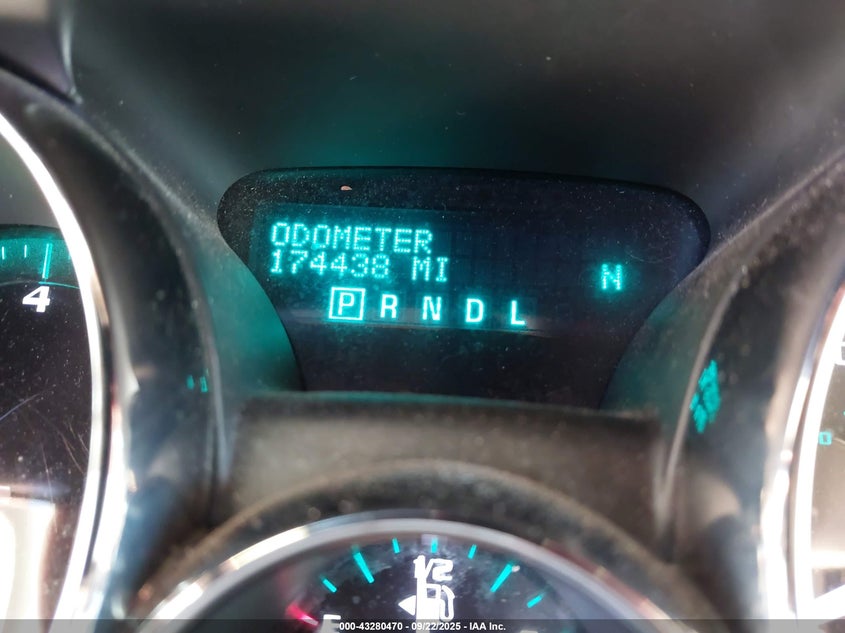 ODOMETER
174438 MI
N
P R N D L
4
1/2
000-43280470 - 09/22/2025 - IAA Inc.